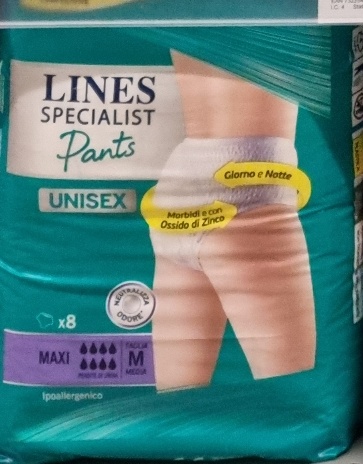 LINES
SPECIALIST
Pants
UNISEX
Giorno e Notte
Morbidi e con
Ossido di Zinco
NEUTRALIZZA
ODORE*
x8
MAXI
TAGLIA
M
MEDIA
Ipoallergenico